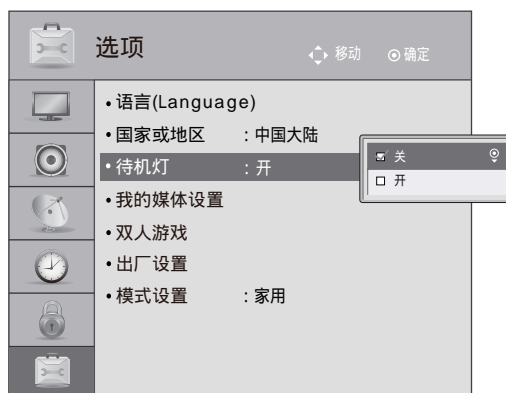 选项 移动 确定
• 语言(Language)
• 国家或地区 : 中国大陆
• 待机灯 : 开
关
开
• 我的媒体设置
• 双人游戏
• 出厂设置
• 模式设置 : 家用